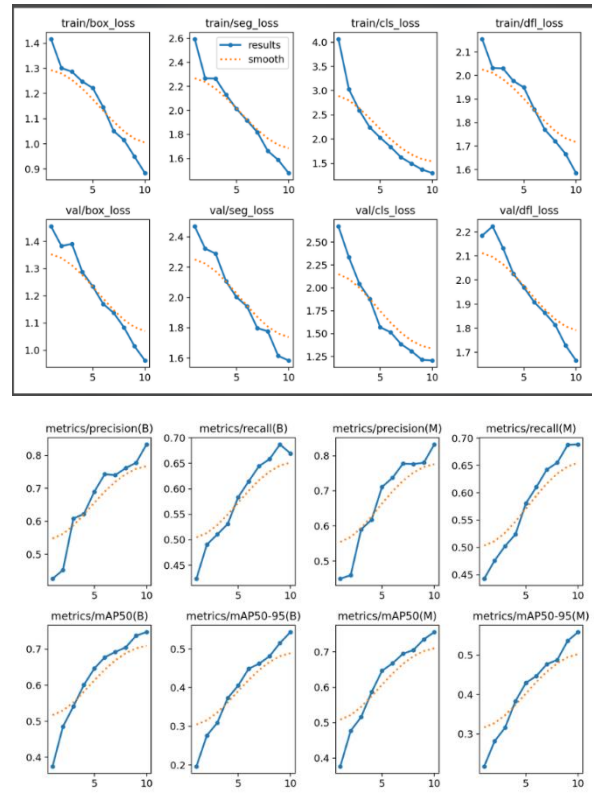 train/box_loss train/seg_loss train/cls_loss train/dfl_loss
1.4 2.6 4.0 2.1
1.3 2.4 3.5 2.0
1.2 2.2 3.0 1.9
1.1 2.0 2.5 1.8
1.0 1.8 2.0 1.7
0.9 1.6 1.5 1.6
results
smooth
5 10 5 10 5 10 5 10
val/box_loss val/seg_loss val/cls_loss val/dfl_loss
1.4 2.4 2.50 2.2
1.3 2.2 2.25 2.1
1.2 2.0 2.00 2.0
1.1 1.8 1.75 1.9
1.0 1.6 1.50 1.8
1.25 1.7
5 10 5 10 5 10 5 10
metrics/precision(B) metrics/recall(B) metrics/precision(M) metrics/recall(M)
0.8 0.70 0.8 0.70
0.7 0.65 0.7 0.65
0.6 0.60 0.6 0.60
0.5 0.55 0.5 0.55
0.50 0.50
0.45 0.45
5 10 5 10 5 10 5 10
metrics/mAP50(B) metrics/mAP50-95(B) metrics/mAP50(M) metrics/mAP50-95(M)
0.7 0.5 0.7 0.5
0.6 0.4 0.6 0.4
0.5 0.3 0.5 0.3
0.4 0.2 0.4
5 10 5 10 5 10 5 10